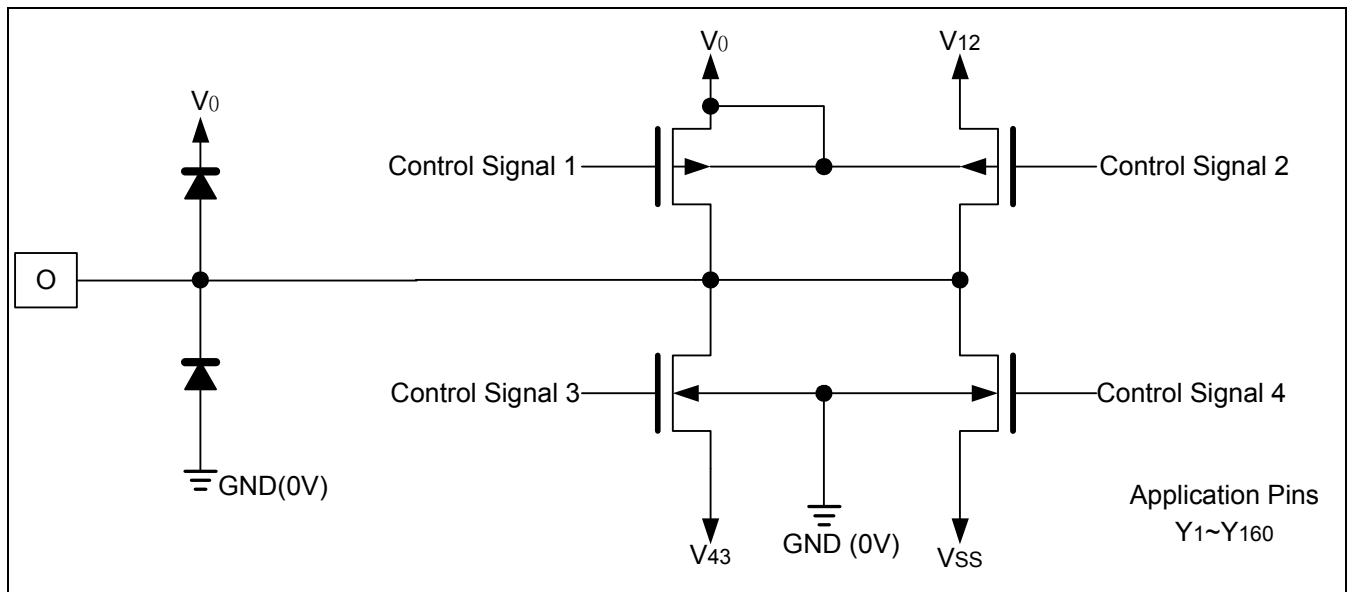 V0
V12
V0
Control Signal 1
Control Signal 2
O
Control Signal 3
Control Signal 4
GND(0V)
GND (0V)
V43
VSS
Application Pins
Y1~Y160